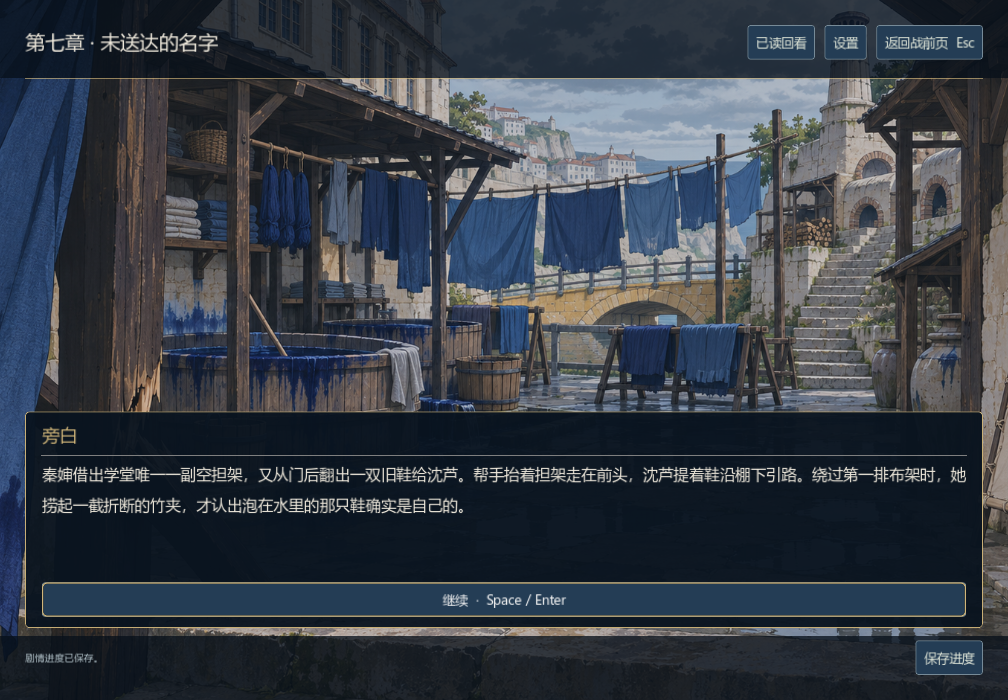 第七章 · 未送达的名字
已读回看
设置
返回战前页 Esc
旁白
秦婶借出学堂唯一一副空担架，又从门后翻出一双旧鞋给沈芦。帮手抬着担架走在前头，沈芦提着鞋沿棚下引路。绕过第一排布架时，她
捞起一截折断的竹夹，才认出泡在水里的那只鞋确实是自己的。
继续 · Space / Enter
剧情进度已保存。
保存进度